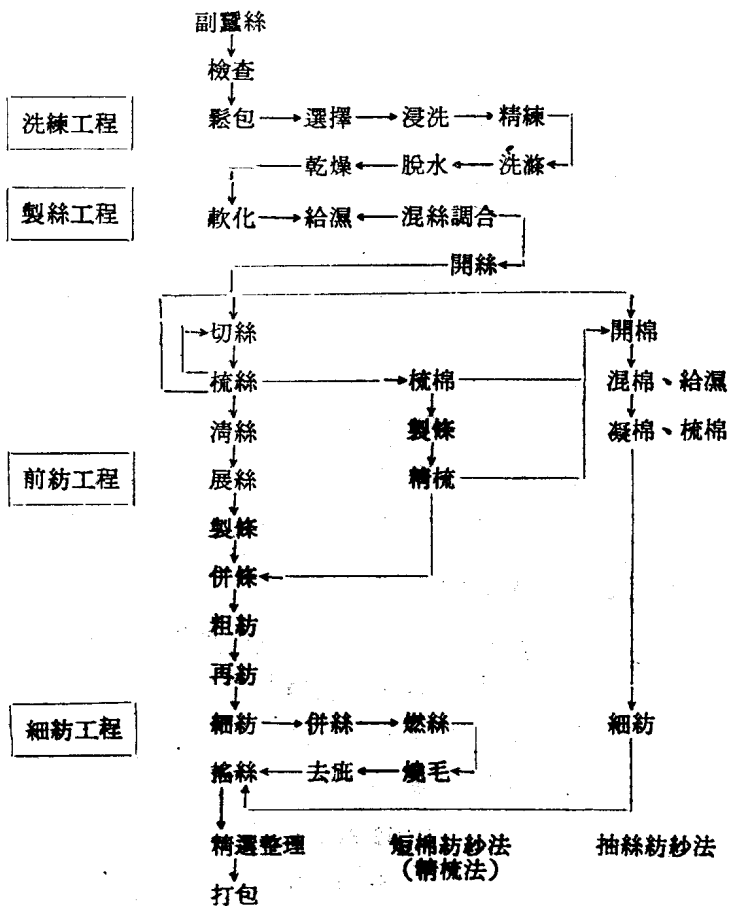 副蠶絲
檢查
洗練工程
鬆包 選擇 浸洗 精練
乾燥 脫水 洗滌
製絲工程
軟化 給濕 混絲調合
開絲
切絲 開棉
梳絲 梳棉 混棉、給濕
淸絲 製條 凝棉、梳棉
前紡工程
展絲 精梳
製條
併條
粗紡
再紡
細紡工程
細紡 併絲 燃絲 細紡
搖絲 去疵 燒毛
精選整理 短棉紡紗法 抽絲紡紗法
(精梳法)
打包